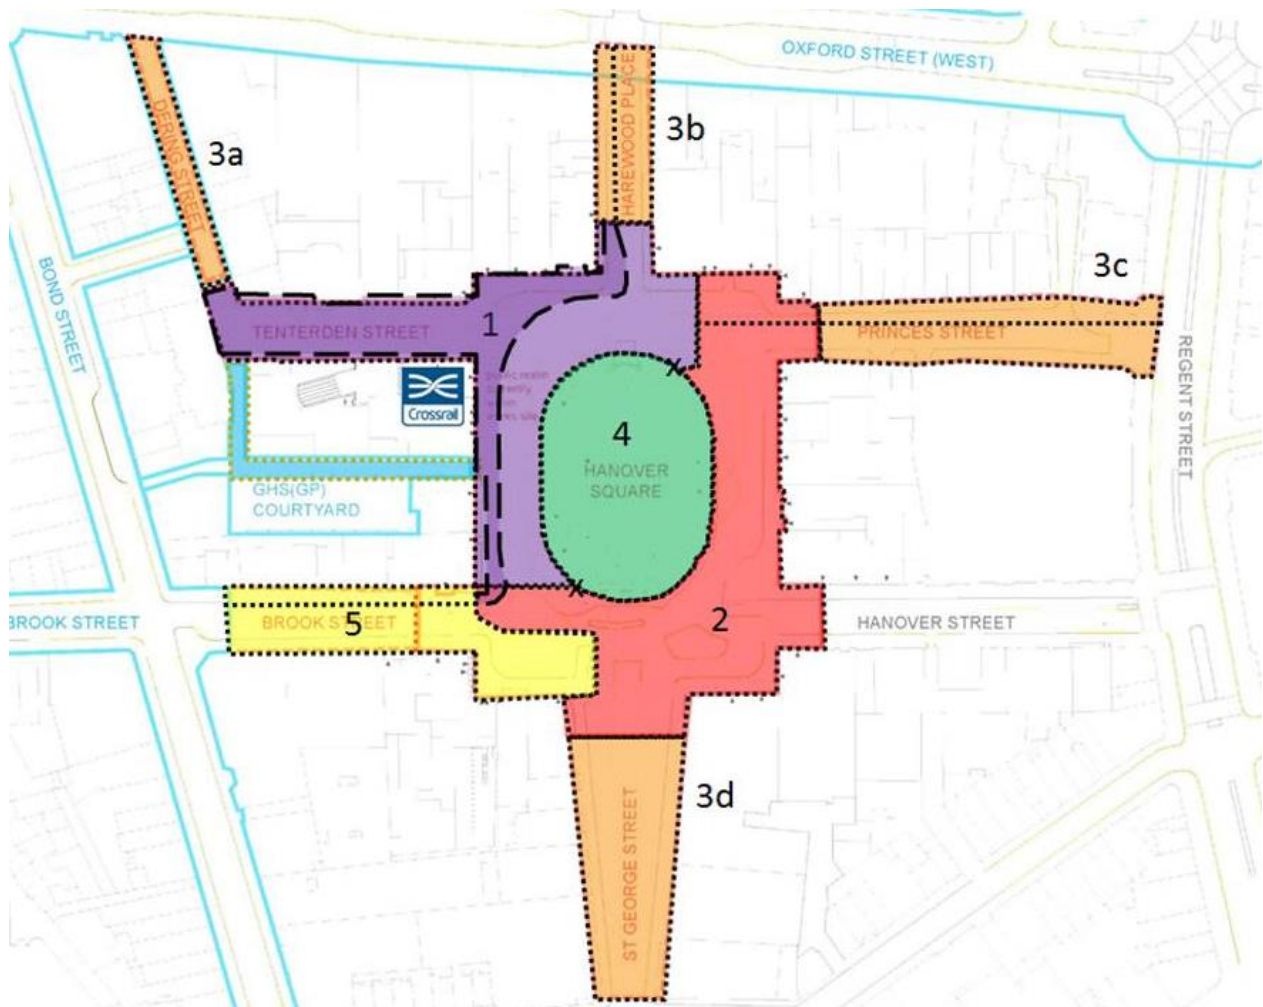 OXFORD STREET (WEST)
DERING STREET
3a
HAREWOOD PLACE
3b
3c
BOND STREET
TENTERDEN STREET
1
PRINCES STREET
REGENT STREET
Crossrail
x
4
HANOVER
SQUARE
GHS(GP)
COURTYARD
x
BROOK STREET
BROOK STREET
5
2
HANOVER STREET
3d
ST GEORGE STREET